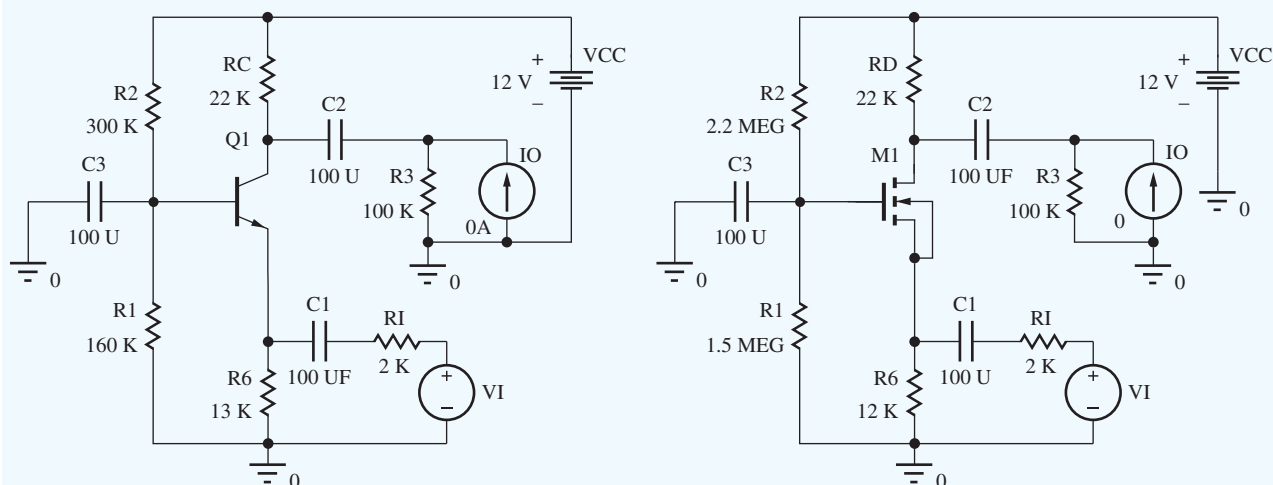 RC
22 K
R2
300 K
Q1
C2
100 U
R3
100 K
IO
0A
+
12 V
–
VCC
C3
100 U
0
0
R1
160 K
C1
100 UF
RI
2 K
R6
13 K
+
–
VI
0
RD
22 K
R2
2.2 MEG
M1
C2
100 UF
R3
100 K
IO
0
+
12 V
–
VCC
0
C3
100 U
0
0
R1
1.5 MEG
C1
100 U
RI
2 K
R6
12 K
+
–
VI
0